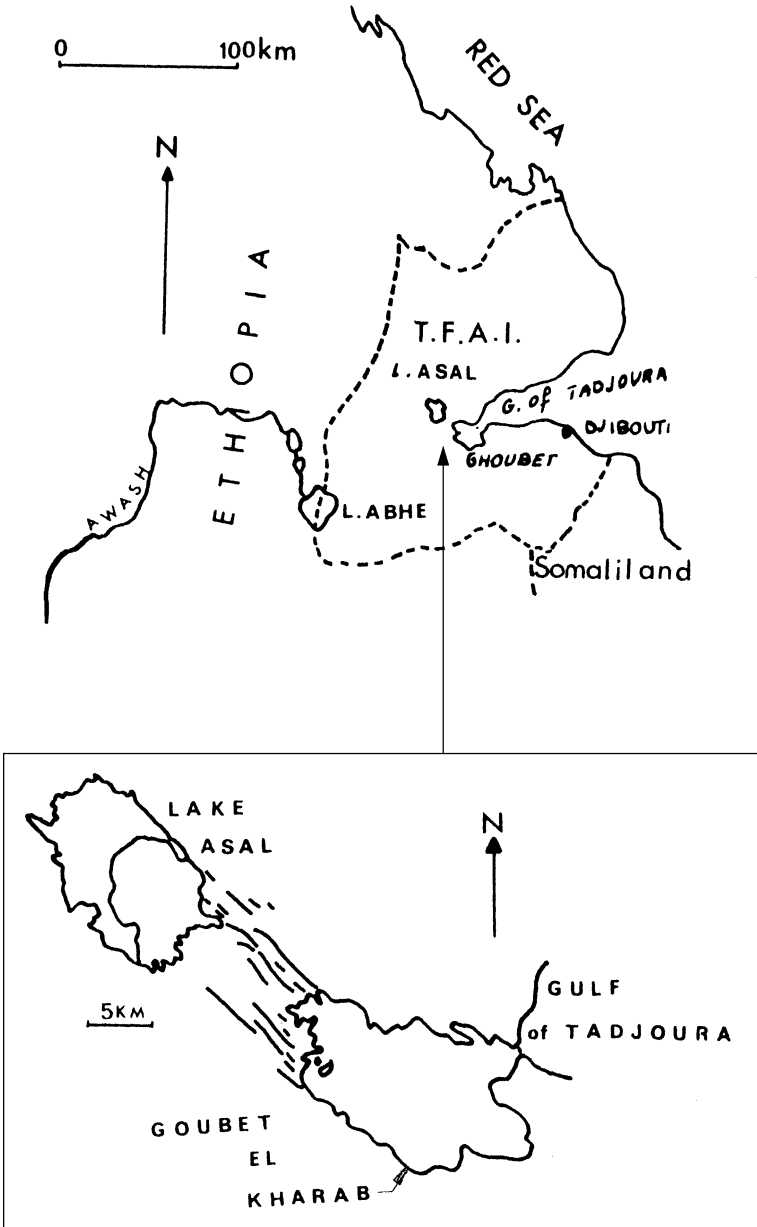 0 100km
RED SEA
N
ETHIOPIA
T.F.A.I.
L.ASAL
G. of TADJOURA
DJIBOUTI
GHOUBET
AWASH
L.ABHE
Somaliland
LAKE
ASAL
N
5KM
GULF
of TADJOURA
GOUBET
EL
KHARAB